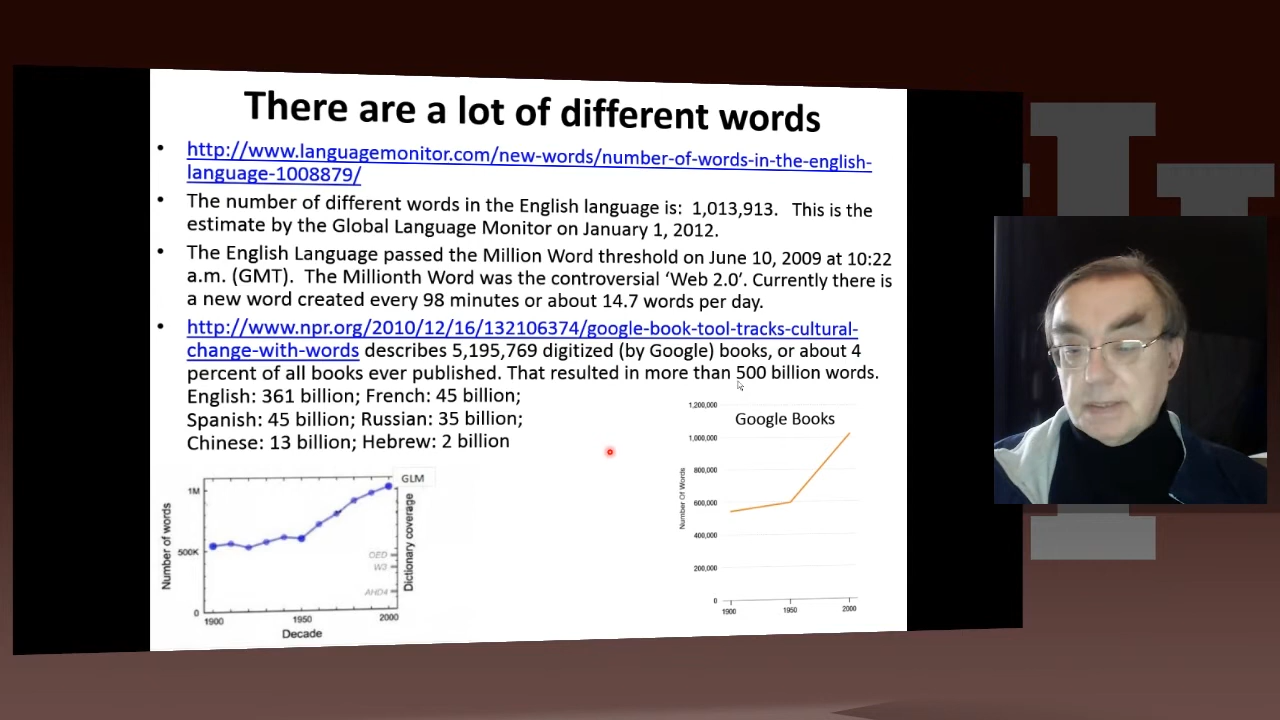 There are a lot of different words
• http://www.languagemonitor.com/new-words/number-of-words-in-the-english-
language-1008879/
• The number of different words in the English language is: 1,013,913. This is the
estimate by the Global Language Monitor on January 1, 2012.
• The English Language passed the Million Word threshold on June 10, 2009 at 10:22
a.m. (GMT). The Millionth Word was the controversial 'Web 2.0'. Currently there is
a new word created every 98 minutes or about 14.7 words per day.
• http://www.npr.org/2010/12/16/132106374/google-book-tool-tracks-cultural-
change-with-words describes 5,195,769 digitized (by Google) books, or about 4
percent of all books ever published. That resulted in more than 500 billion words.
English: 361 billion; French: 45 billion;
Spanish: 45 billion; Russian: 35 billion;
Chinese: 13 billion; Hebrew: 2 billion
GLM
1M
500K
0
Number of words
OED
W3
AHD4
Dictionary coverage
1900
1950
2000
Decade
Google Books
1,200,000
1,000,000
800,000
600,000
400,000
200,000
0
Number Of Words
1900
1950
2000